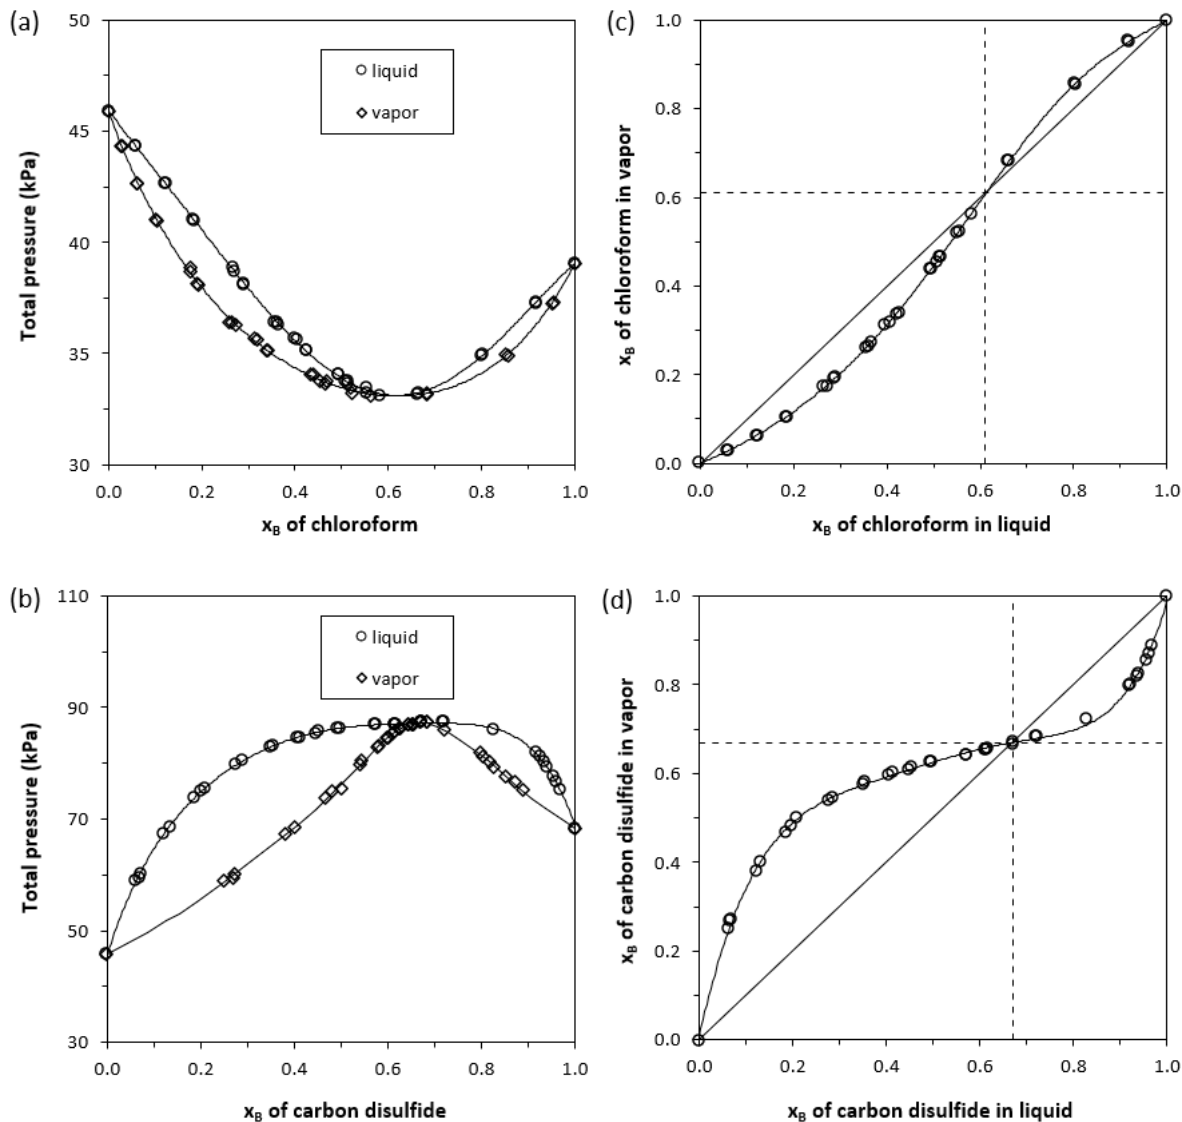 (a)
50
45
40
35
30
Total pressure (kPa)
liquid
vapor
0.0 0.2 0.4 0.6 0.8 1.0
x_B of chloroform
(c)
1.0
0.8
0.6
0.4
0.2
0.0
x_B of chloroform in vapor
0.0 0.2 0.4 0.6 0.8 1.0
x_B of chloroform in liquid
(b)
110
90
70
50
30
Total pressure (kPa)
liquid
vapor
0.0 0.2 0.4 0.6 0.8 1.0
x_B of carbon disulfide
(d)
1.0
0.8
0.6
0.4
0.2
0.0
x_B of carbon disulfide in vapor
0.0 0.2 0.4 0.6 0.8 1.0
x_B of carbon disulfide in liquid